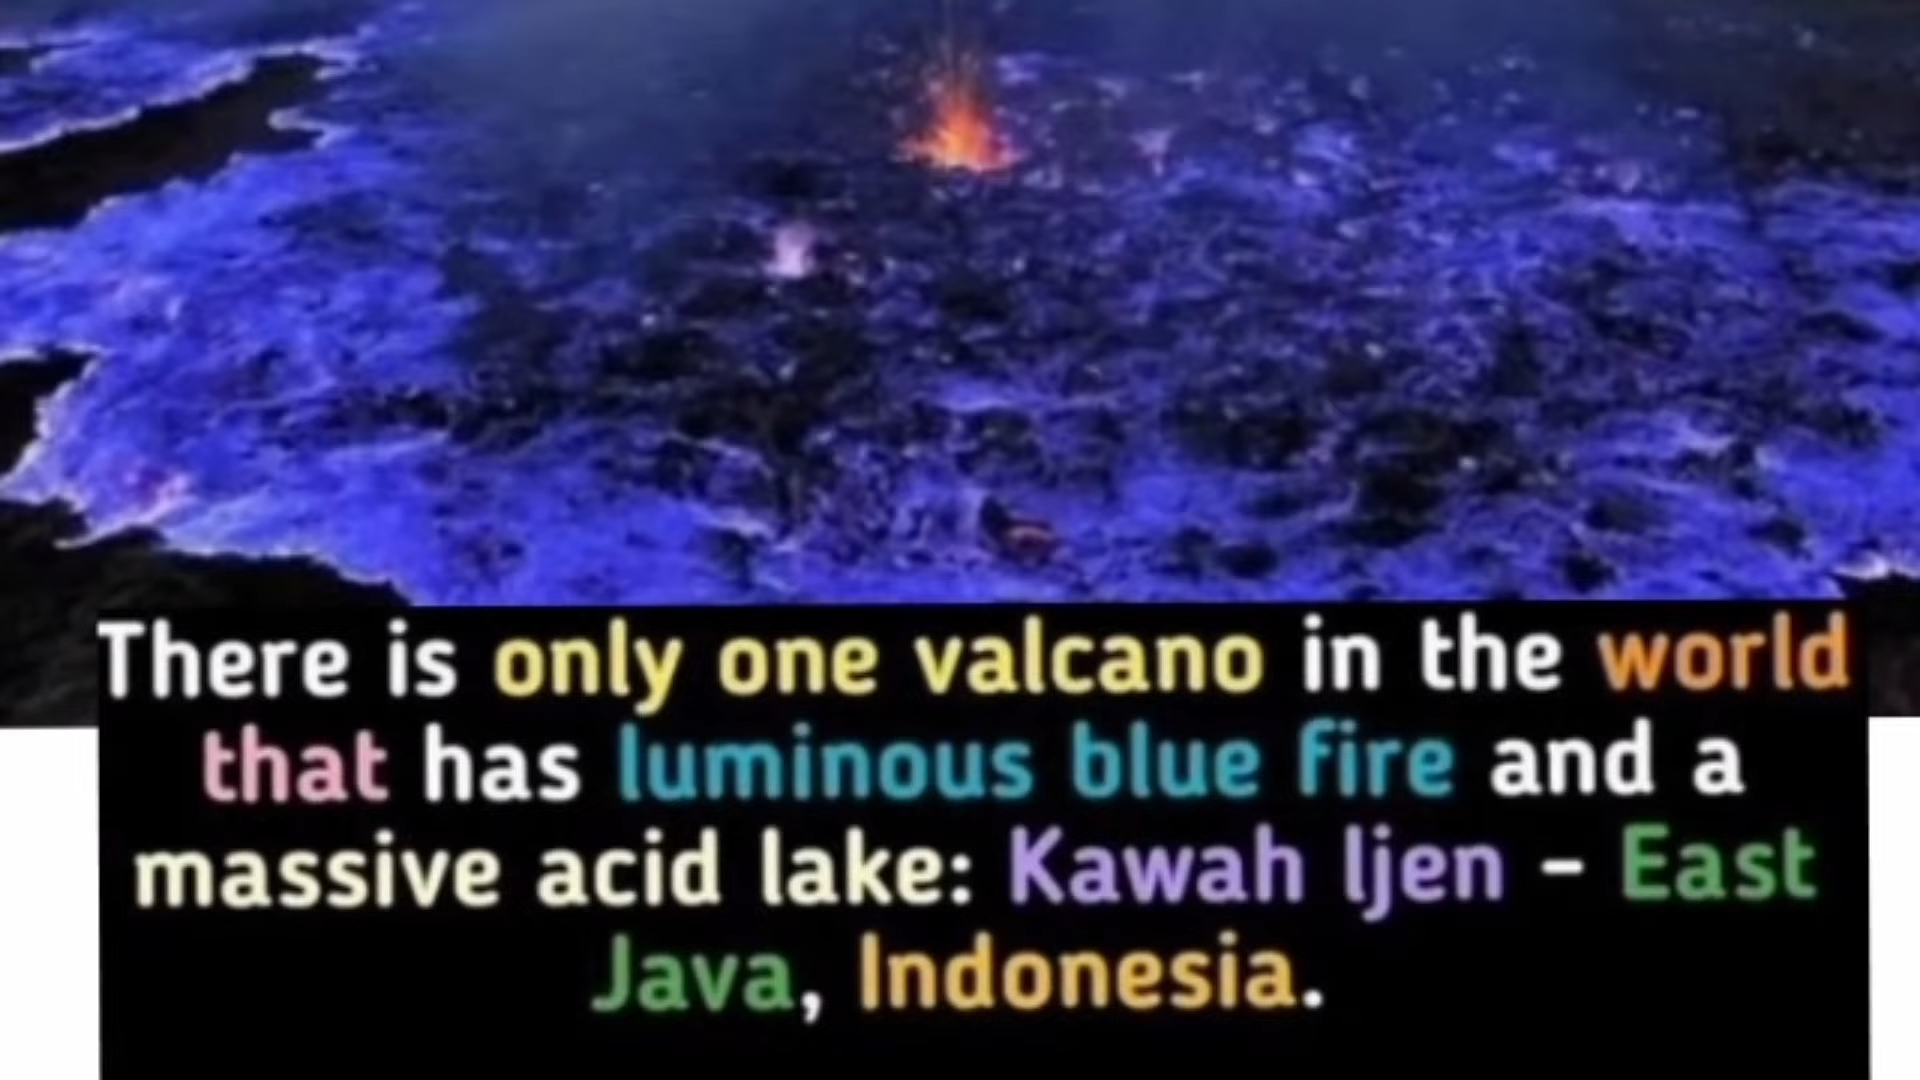 There is only one valcano in the world
that has luminous blue fire and a
massive acid lake: Kawah Ijen - East
Java, Indonesia.